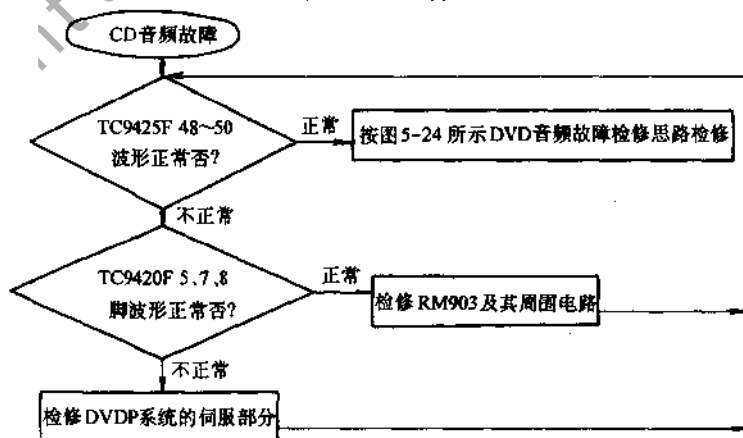 CD音频故障
TC9425F 48～50
波形正常否?
正常
按图5-24所示DVD音频故障检修思路检修
不正常
TC9420F 5、7、8
脚波形正常否?
正常
检修RM903及其周围电路
不正常
检修DVDP系统的伺服部分